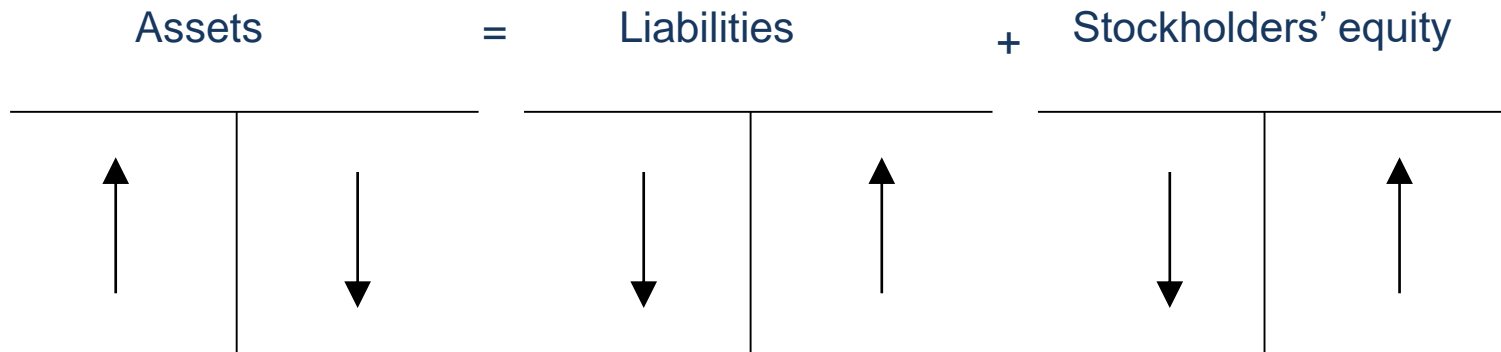 Assets = Liabilities + Stockholders’ equity